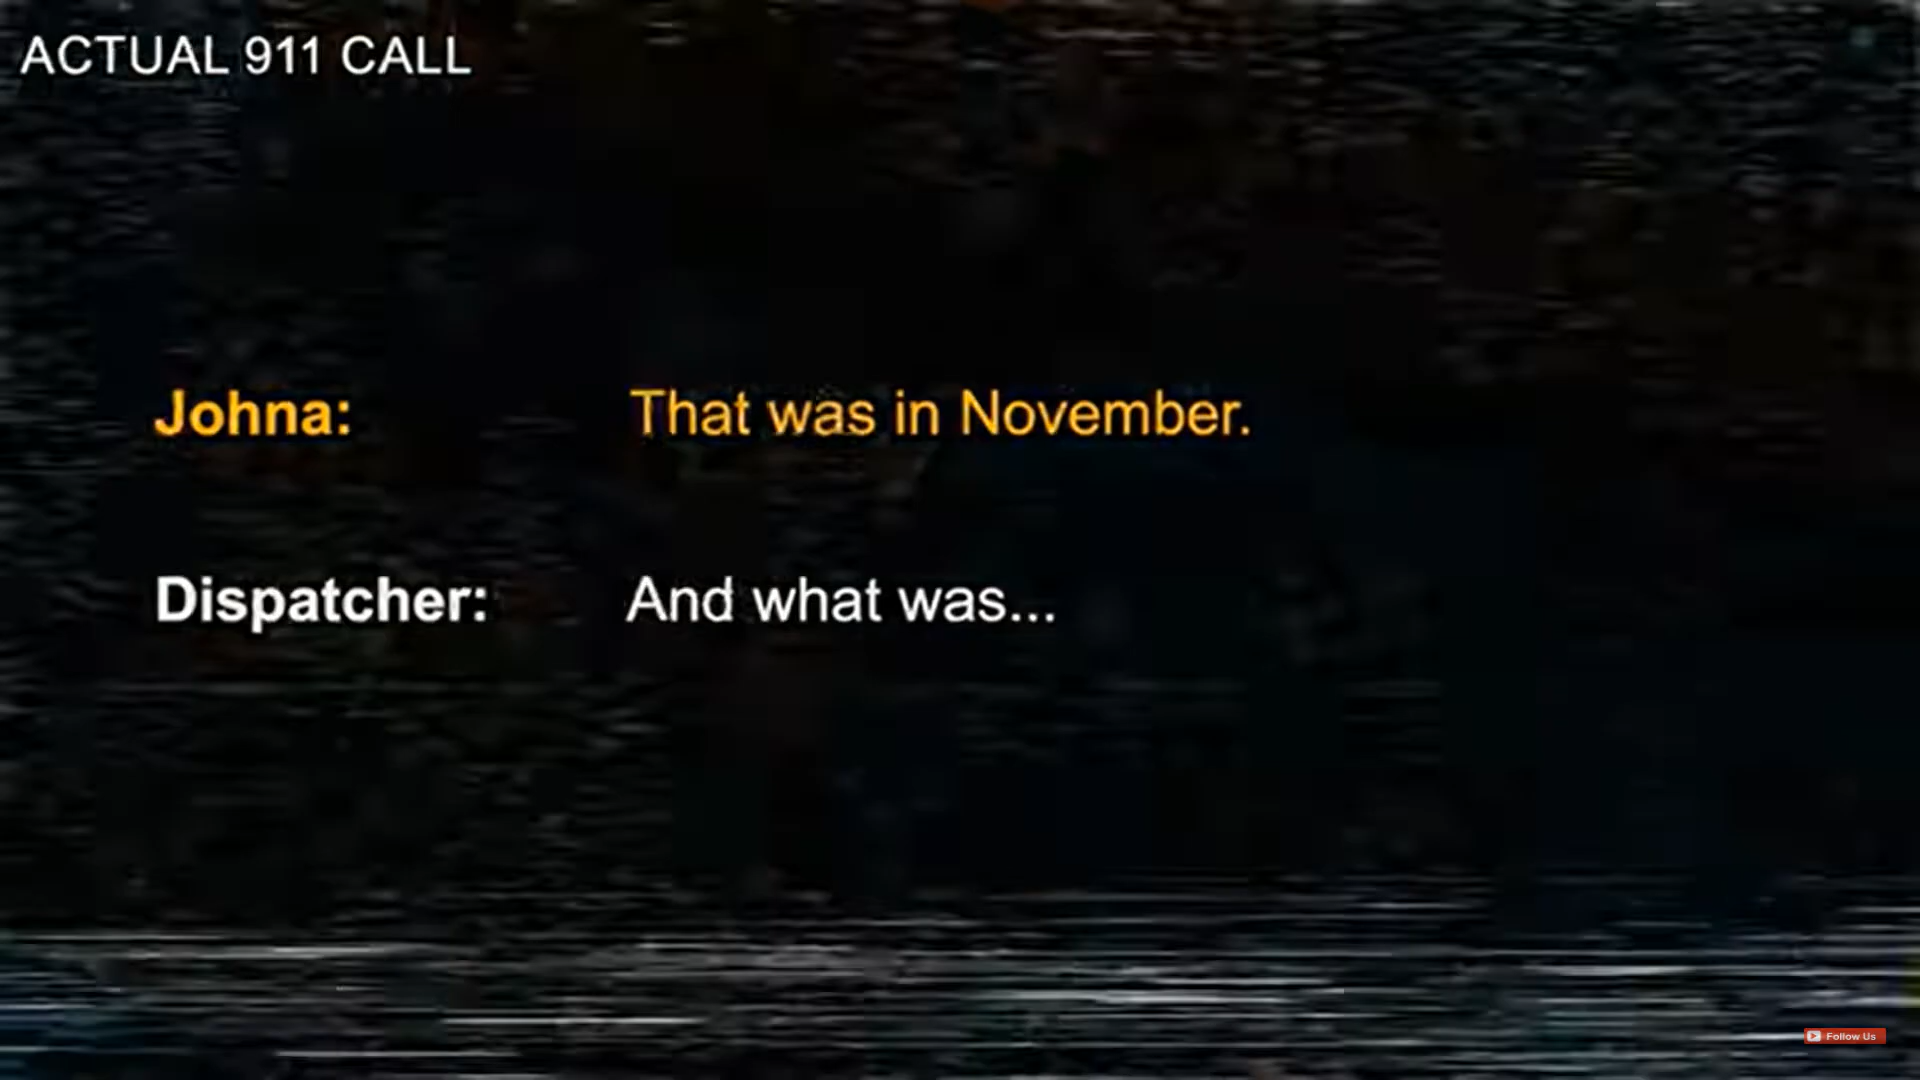 ACTUAL 911 CALL
Johna: That was in November.
Dispatcher: And what was...
Follow Us